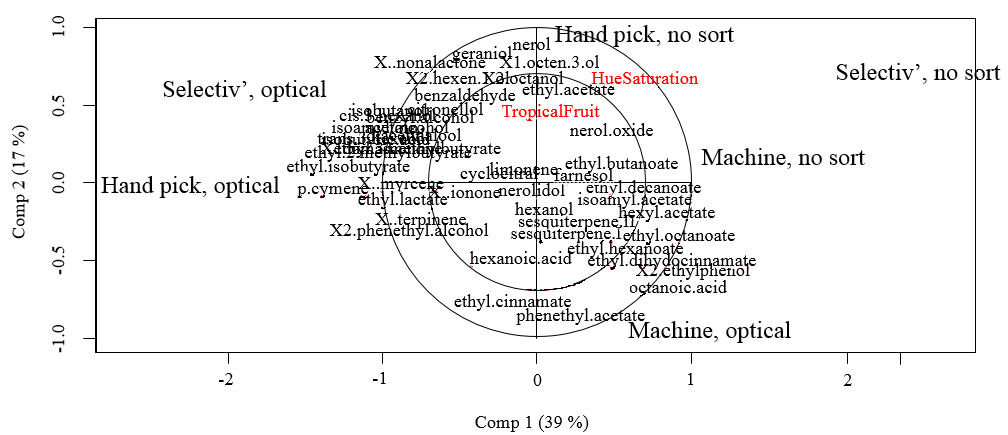 1.0
Hand pick, no sort
nerol
geraniol
X..nonalactone
X1.octen.3.ol
Selectiv’, no sort
HueSaturation
Selectiv’, optical
ethyl.acetate
benzaldehyde
0.5
TropicalFruit
nerol.oxide
Machine, no sort
ethyl.butanoate
limonene
ethyl.isobutyrate
farnesol
0.0
Hand pick, optical
p.cymene
X..myrcene
X..ionone
nerolidol
ethyl.decanoate
isoamyl.acetate
ethyl.lactate
hexanol
hexyl.acetate
X..terpinene
sesquiterpene.II
X2.phenethyl.alcohol
ethyl.octanoate
ethyl.hexanoate
hexanoic.acid
ethyl.dihydocinnamate
-0.5
X2.ethylphenol
octanoic.acid
ethyl.cinnamate
phenethyl.acetate
Machine, optical
-1.0
-2
-1
0
1
2
Comp 1 (39 %)
Comp 2 (17 %)